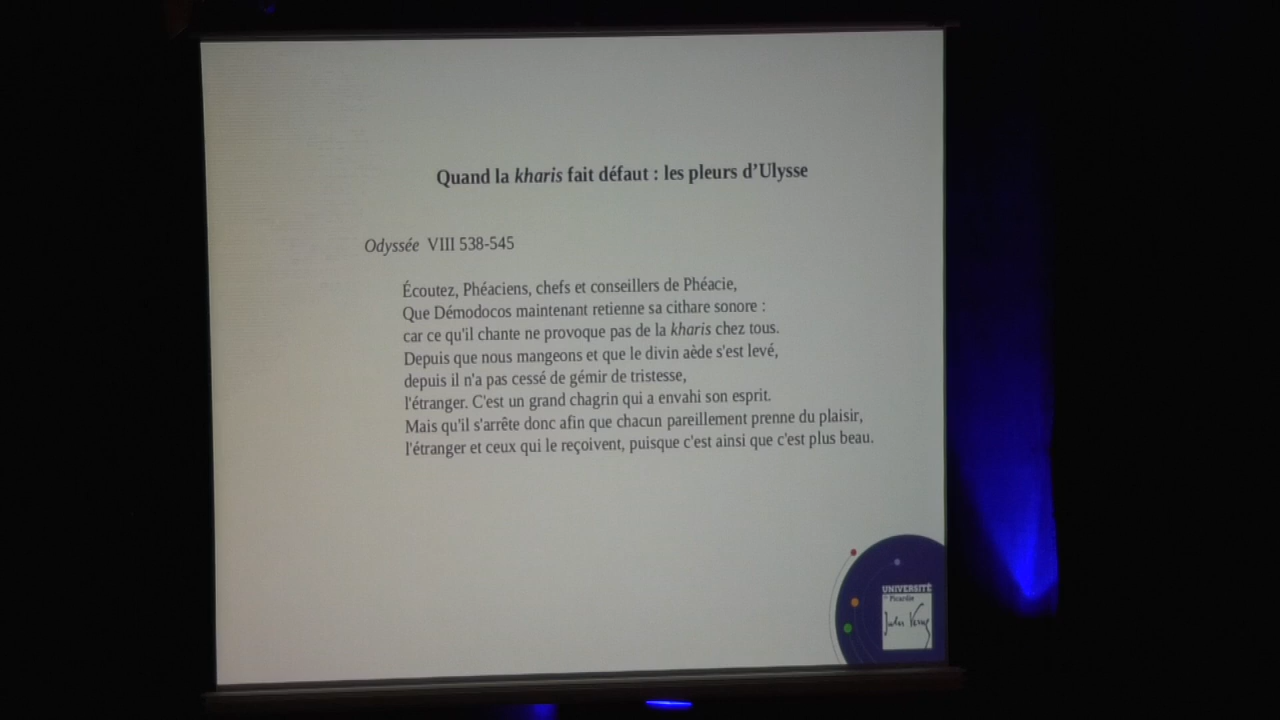 Quand la kharis fait défaut : les pleurs d’Ulysse
Odyssée VIII 538-545
Écoutez, Phéaciens, chefs et conseillers de Phéacie,
Que Démodocos maintenant retienne sa cithare sonore :
car ce qu'il chante ne provoque pas de la kharis chez tous.
Depuis que nous mangeons et que le divin aède s'est levé,
depuis il n'a pas cessé de gémir de tristesse,
l'étranger. C'est un grand chagrin qui a envahi son esprit.
Mais qu'il s'arrête donc afin que chacun pareillement prenne du plaisir,
l'étranger et ceux qui le reçoivent, puisque c'est ainsi que c'est plus beau.
UNIVERSITÉ
de Picardie
Jules Verne